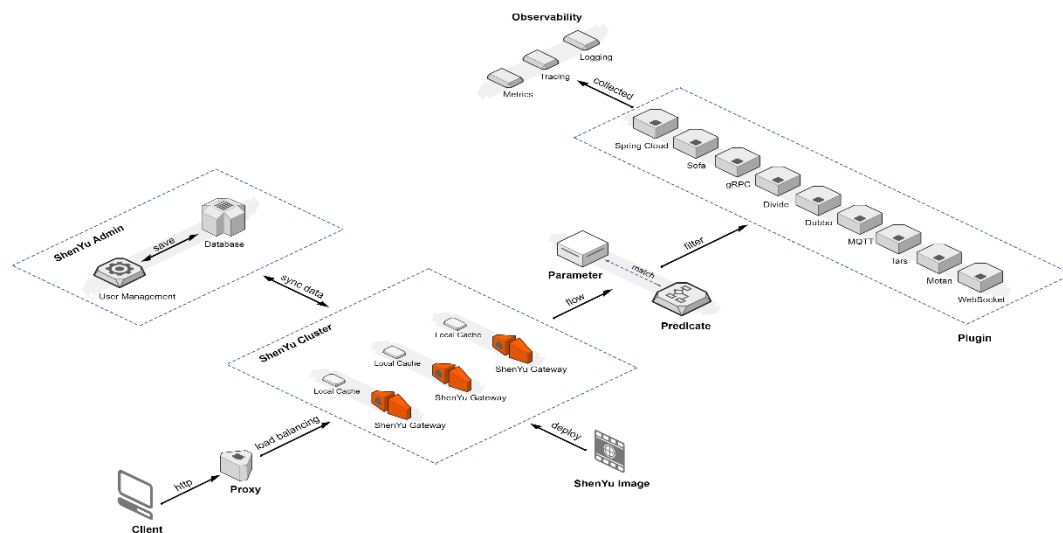 Observability
Logging
Tracing
Metrics
collected
Spring Cloud
Sofa
gRPC
Divide
Dubbo
MQTT
Tars
Motan
WebSocket
Plugin
ShenYu Admin
save
Database
User Management
sync data
Parameter
match
filter
flow
Predicate
ShenYu Cluster
Local Cache
ShenYu Gateway
Local Cache
ShenYu Gateway
Local Cache
ShenYu Gateway
load balancing
deploy
http
Proxy
ShenYu Image
Client